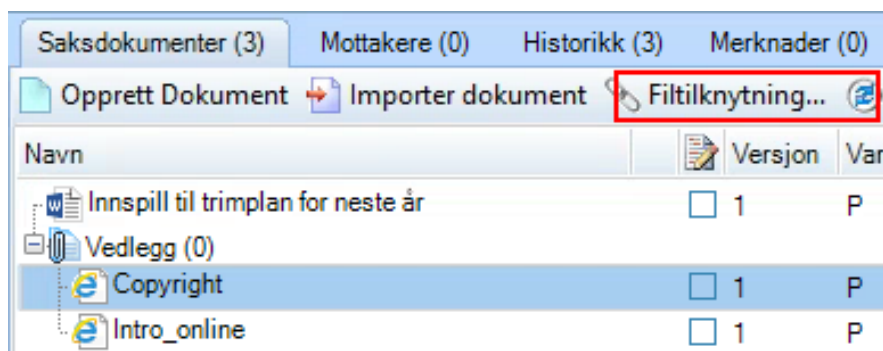 Saksdokumenter (3) Mottakere (0) Historikk (3) Merknader (0)
Opprett Dokument Importer dokument Filtilknytning...
Navn Versjon Var
Innspill til trimplan for neste år 1 P
Vedlegg (0)
Copyright 1 P
Intro_online 1 P